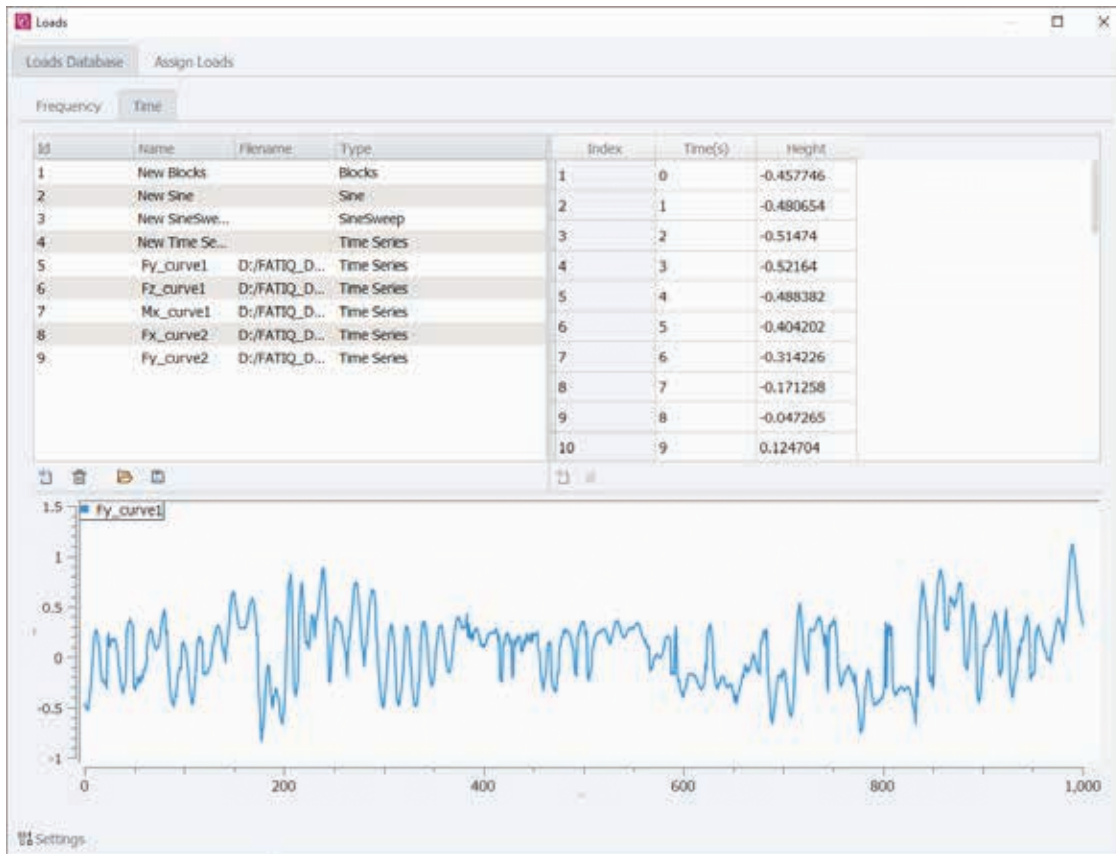 Loads
Loads Database Assign Loads
Frequency Time
Id Name Filename Type
1 New Blocks Blocks
2 New Sine Sine
3 New SineSwe... SineSweep
4 New Time Se... Time Series
5 Fy_curve1 D:/FATIQ_D... Time Series
6 Fz_curve1 D:/FATIQ_D... Time Series
7 Mx_curve1 D:/FATIQ_D... Time Series
8 Fx_curve2 D:/FATIQ_D... Time Series
9 Fy_curve2 D:/FATIQ_D... Time Series
Index Time(s) Height
1 0 -0.457746
2 1 -0.480654
3 2 -0.51474
4 3 -0.52164
5 4 -0.488382
6 5 -0.404202
7 6 -0.314226
8 7 -0.171258
9 8 -0.047265
10 9 0.124704
Fy_curve1
1.5
1
0.5
0
-0.5
-1
0 200 400 600 800 1,000
Settings